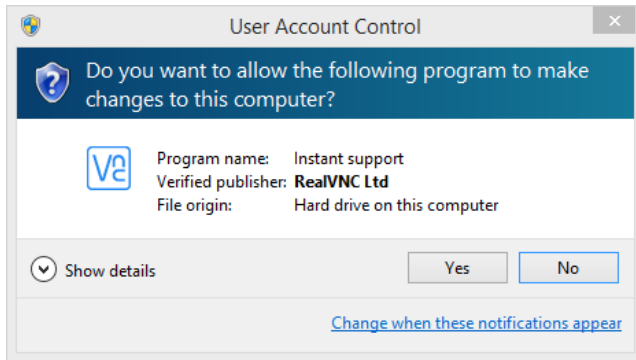 User Account Control
Do you want to allow the following program to make
changes to this computer?
VNC
Program name: Instant support
Verified publisher: RealVNC Ltd
File origin: Hard drive on this computer
Show details
Yes
No
Change when these notifications appear